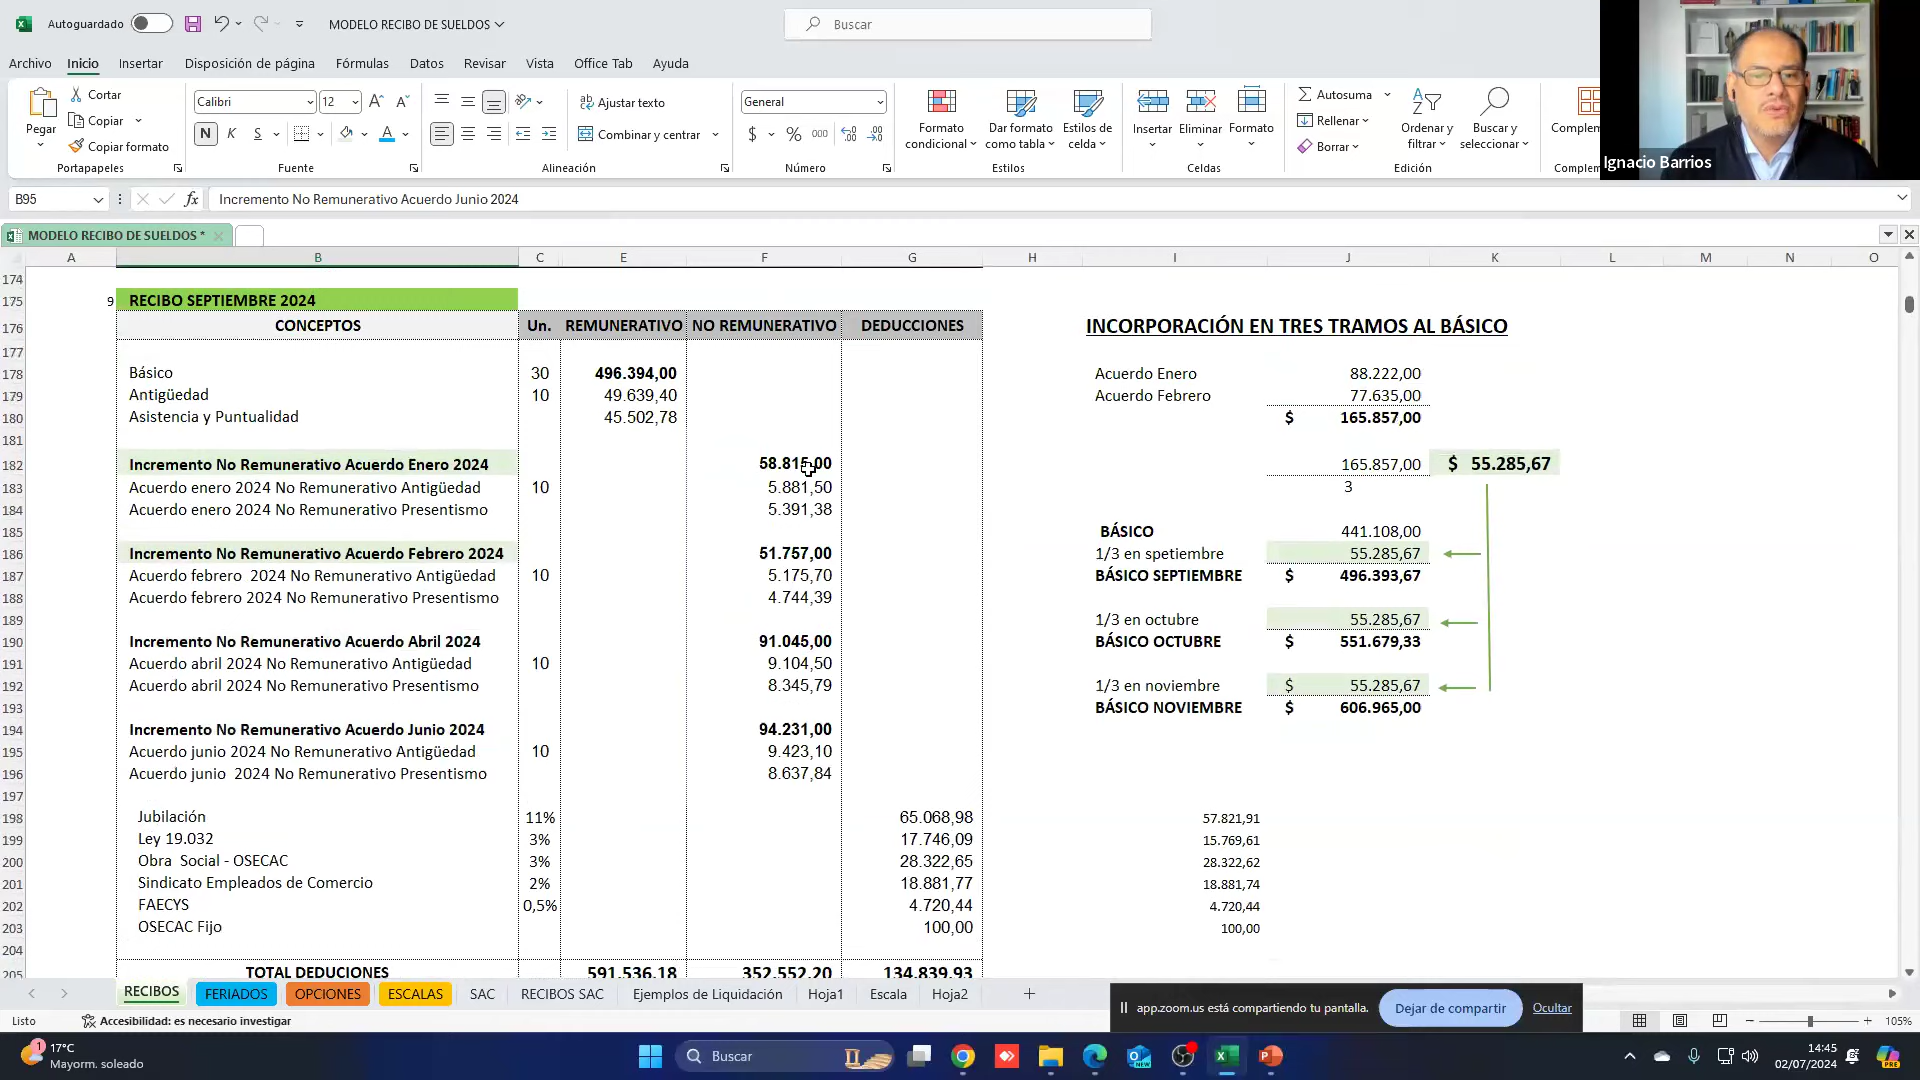 Autoguardado
MODELO RECIBO DE SUELDOS
Buscar
Archivo Inicio Insertar Disposición de página Fórmulas Datos Revisar Vista Office Tab Ayuda
Pegar
Cortar
Copiar
Copiar formato
Portapapeles
Calibri 12
N K S
Fuente
Ajustar texto
Combinar y centrar
Alineación
General
$ % 000
Número
Formato condicional
Dar formato como tabla
Estilos de celda
Estilos
Insertar
Eliminar
Formato
Celdas
Autosuma
Rellenar
Borrar
Ordenar y filtrar
Buscar y seleccionar
Edición
Complem
Complem
Ignacio Barrios
B95 fx Incremento No Remunerativo Acuerdo Junio 2024
MODELO RECIBO DE SUELDOS *
A B C E F G H I J K L M N O
174
175 9 RECIBO SEPTIEMBRE 2024
176 CONCEPTOS Un. REMUNERATIVO NO REMUNERATIVO DEDUCCIONES INCORPORACIÓN EN TRES TRAMOS AL BÁSICO
177
178 Básico 30 496.394,00 Acuerdo Enero 88.222,00
179 Antigüedad 10 49.639,40 Acuerdo Febrero 77.635,00
180 Asistencia y Puntualidad 45.502,78 $ 165.857,00
181
182 Incremento No Remunerativo Acuerdo Enero 2024 58.815,00 165.857,00 $ 55.285,67
183 Acuerdo enero 2024 No Remunerativo Antigüedad 10 5.881,50 3
184 Acuerdo enero 2024 No Remunerativo Presentismo 5.391,38
185 BÁSICO 441.108,00
186 Incremento No Remunerativo Acuerdo Febrero 2024 51.757,00 1/3 en spetiembre 55.285,67
187 Acuerdo febrero 2024 No Remunerativo Antigüedad 10 5.175,70 BÁSICO SEPTIEMBRE $ 496.393,67
188 Acuerdo febrero 2024 No Remunerativo Presentismo 4.744,39
189 1/3 en octubre 55.285,67
190 Incremento No Remunerativo Acuerdo Abril 2024 91.045,00 BÁSICO OCTUBRE $ 551.679,33
191 Acuerdo abril 2024 No Remunerativo Antigüedad 10 9.104,50
192 Acuerdo abril 2024 No Remunerativo Presentismo 8.345,79 1/3 en noviembre $ 55.285,67
193 BÁSICO NOVIEMBRE $ 606.965,00
194 Incremento No Remunerativo Acuerdo Junio 2024 94.231,00
195 Acuerdo junio 2024 No Remunerativo Antigüedad 10 9.423,10
196 Acuerdo junio 2024 No Remunerativo Presentismo 8.637,84
197
198 Jubilación 11% 65.068,98 57.821,91
199 Ley 19.032 3% 17.746,09 15.769,61
200 Obra Social - OSECAC 3% 28.322,65 28.322,62
201 Sindicato Empleados de Comercio 2% 18.881,77 18.881,74
202 FAECYS 0,5% 4.720,44 4.720,44
203 OSECAC Fijo 100,00 100,00
204
205 TOTAL DEDUCIONES 591.536,18 352.552,20 134.839,93
RECIBOS FERIADOS OPCIONES ESCALAS SAC RECIBOS SAC Ejemplos de Liquidación Hoja1 Escala Hoja2
app.zoom.us está compartiendo tu pantalla. Dejar de compartir Ocultar
Listo Accesibilidad: es necesario investigar 105%
1 17°C
Mayorm. soleado
Buscar
14:45
02/07/2024